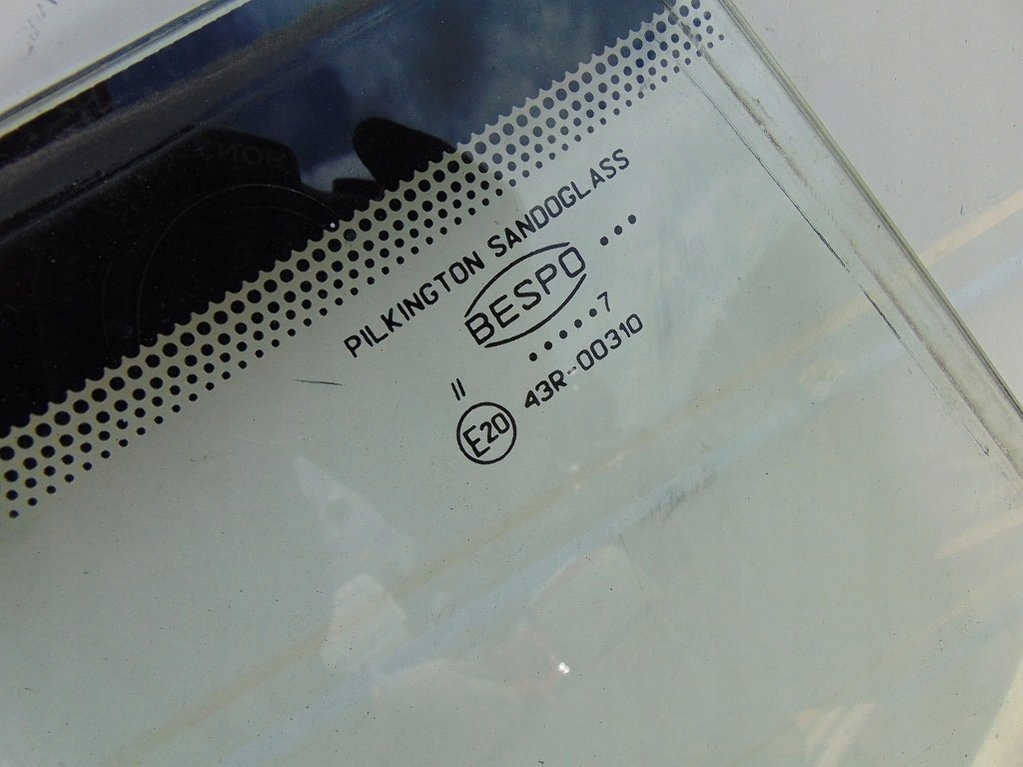 PILKINGTON SANDOGLASS
BESPO •••
•••••7
II
E20 43R-00310